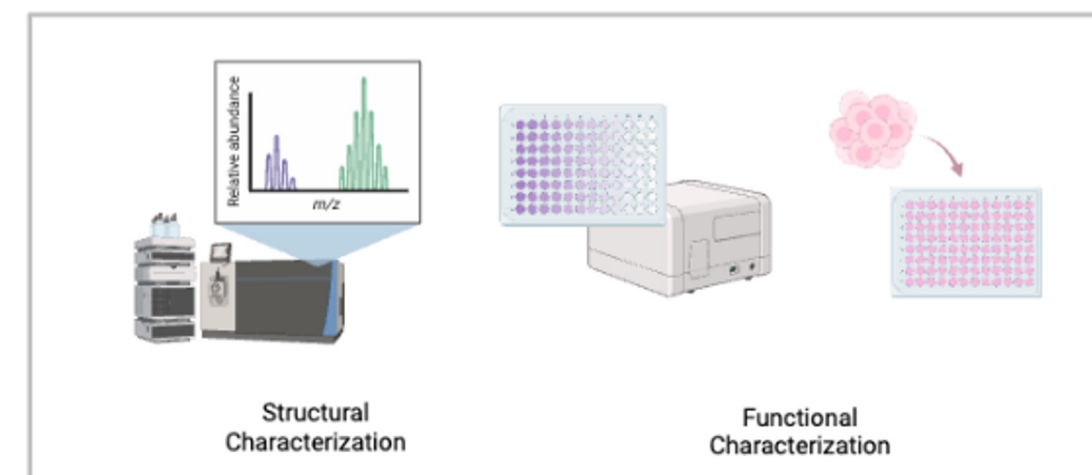 Relative abundance
m/z
Structural
Characterization
Functional
Characterization